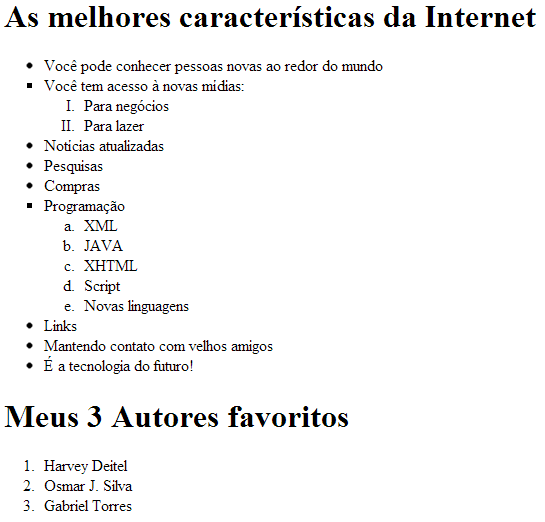 As melhores características da Internet
• Você pode conhecer pessoas novas ao redor do mundo
▪ Você tem acesso à novas mídias:
I. Para negócios
II. Para lazer
• Notícias atualizadas
• Pesquisas
• Compras
▪ Programação
a. XML
b. JAVA
c. XHTML
d. Script
e. Novas linguagens
• Links
• Mantendo contato com velhos amigos
• É a tecnologia do futuro!
Meus 3 Autores favoritos
1. Harvey Deitel
2. Osmar J. Silva
3. Gabriel Torres